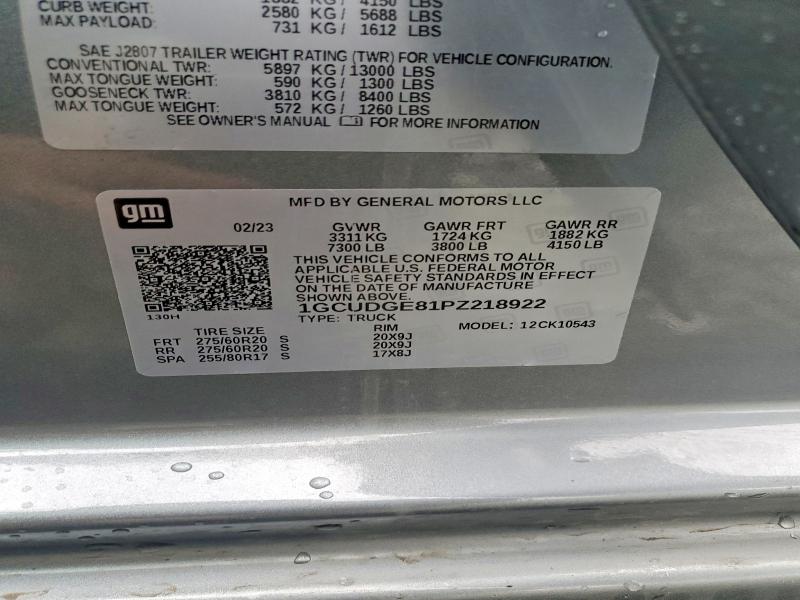 CURB WEIGHT: 2580 KG / 5688 LBS
MAX PAYLOAD: 731 KG / 1612 LBS
SAE J2807 TRAILER WEIGHT RATING (TWR) FOR VEHICLE CONFIGURATION.
CONVENTIONAL TWR: 5897 KG / 13000 LBS
MAX TONGUE WEIGHT: 590 KG / 1300 LBS
GOOSENECK TWR: 3810 KG / 8400 LBS
MAX TONGUE WEIGHT: 572 KG / 1260 LBS
SEE OWNER'S MANUAL FOR MORE INFORMATION
gm
MFD BY GENERAL MOTORS LLC
02/23 GVWR GAWR FRT GAWR RR
3311 KG 1724 KG 1882 KG
7300 LB 3800 LB 4150 LB
THIS VEHICLE CONFORMS TO ALL
APPLICABLE U.S. FEDERAL MOTOR
VEHICLE SAFETY STANDARDS IN EFFECT
ON THE DATE OF MANUFACTURE
SHOWN ABOVE.
1GCUDGE81PZ218922
130H
TYPE: TRUCK MODEL: 12CK10543
TIRE SIZE RIM
FRT 275/60R20 S 20X9J
RR 275/60R20 S 20X9J
SPA 255/80R17 S 17X8J